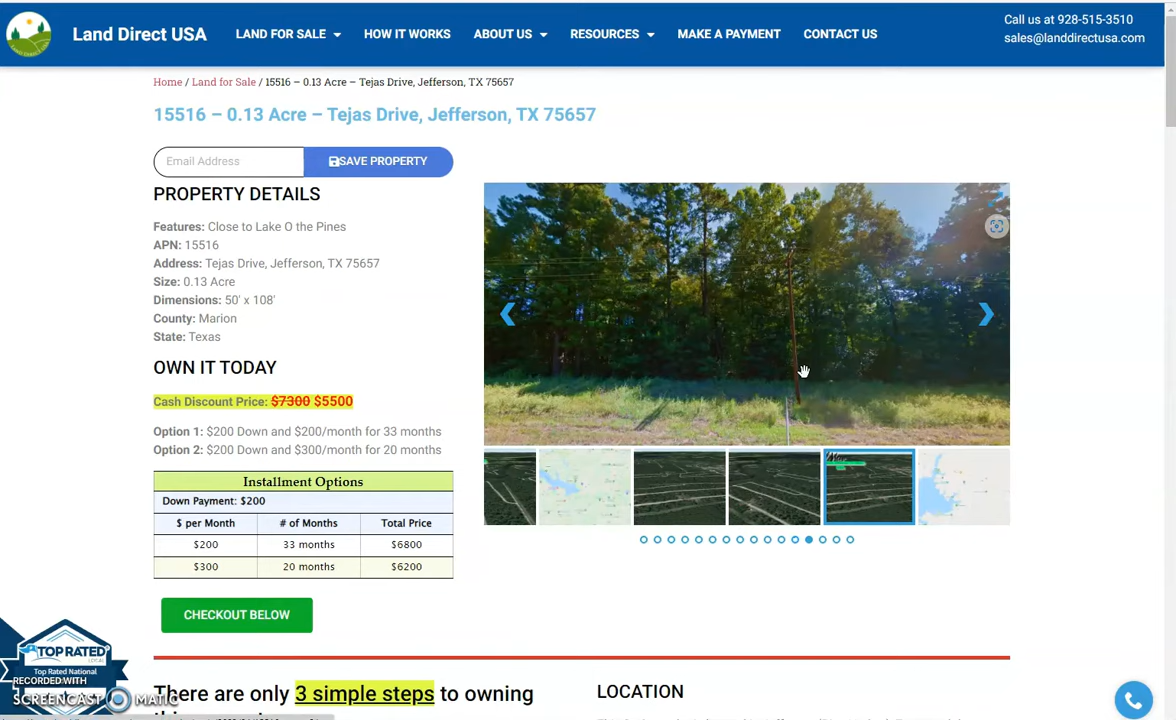 Land Direct USA
LAND FOR SALE
HOW IT WORKS
ABOUT US
RESOURCES
MAKE A PAYMENT
CONTACT US
Call us at 928-515-3510
sales@landdirectusa.com
Home / Land for Sale / 15516 – 0.13 Acre – Tejas Drive, Jefferson, TX 75657
15516 – 0.13 Acre – Tejas Drive, Jefferson, TX 75657
Email Address
SAVE PROPERTY
PROPERTY DETAILS
Features: Close to Lake O the Pines
APN: 15516
Address: Tejas Drive, Jefferson, TX 75657
Size: 0.13 Acre
Dimensions: 50' x 108'
County: Marion
State: Texas
OWN IT TODAY
Cash Discount Price: $7300 $5500
Option 1: $200 Down and $200/month for 33 months
Option 2: $200 Down and $300/month for 20 months
Installment Options
Down Payment: $200
$ per Month # of Months Total Price
$200 33 months $6800
$300 20 months $6200
CHECKOUT BELOW
TOP RATED
LOCAL
Top Rated National
RECORDED WITH
SCREENCAST MATIC
There are only 3 simple steps to owning
LOCATION